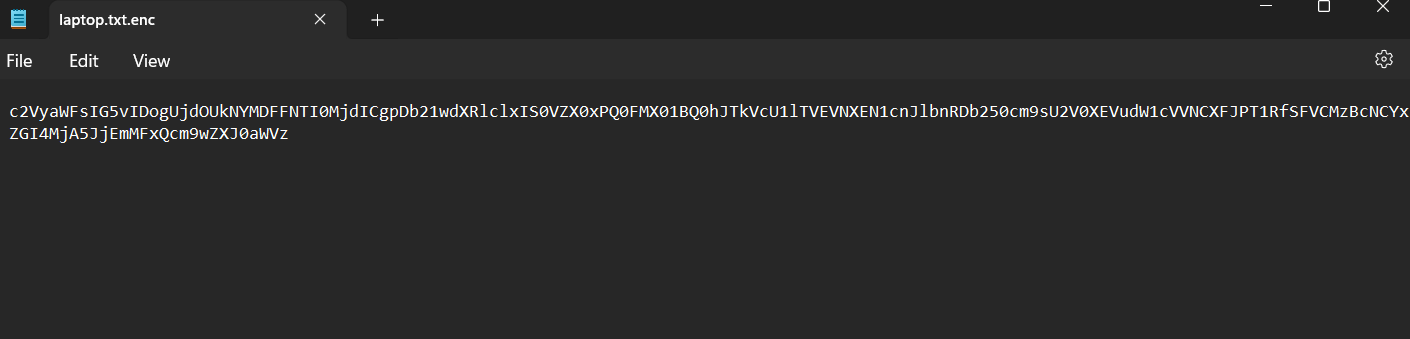 laptop.txt.enc
File Edit View
c2VyaWFsIG5vIDogUjdOUkNYMDFFNTI0MjdICgpDb21wdXRlclxIS0VZX0xPQ0FMX01BQ0hJTkVcU1lTVEVNXEN1cnJlbnRDb250cm9sU2V0XEVudW1cVVNCXFJPT1RfSFVCMzBcNCYx
ZGI4MjA5JjEmMFxQcm9wZXJ0aWVz